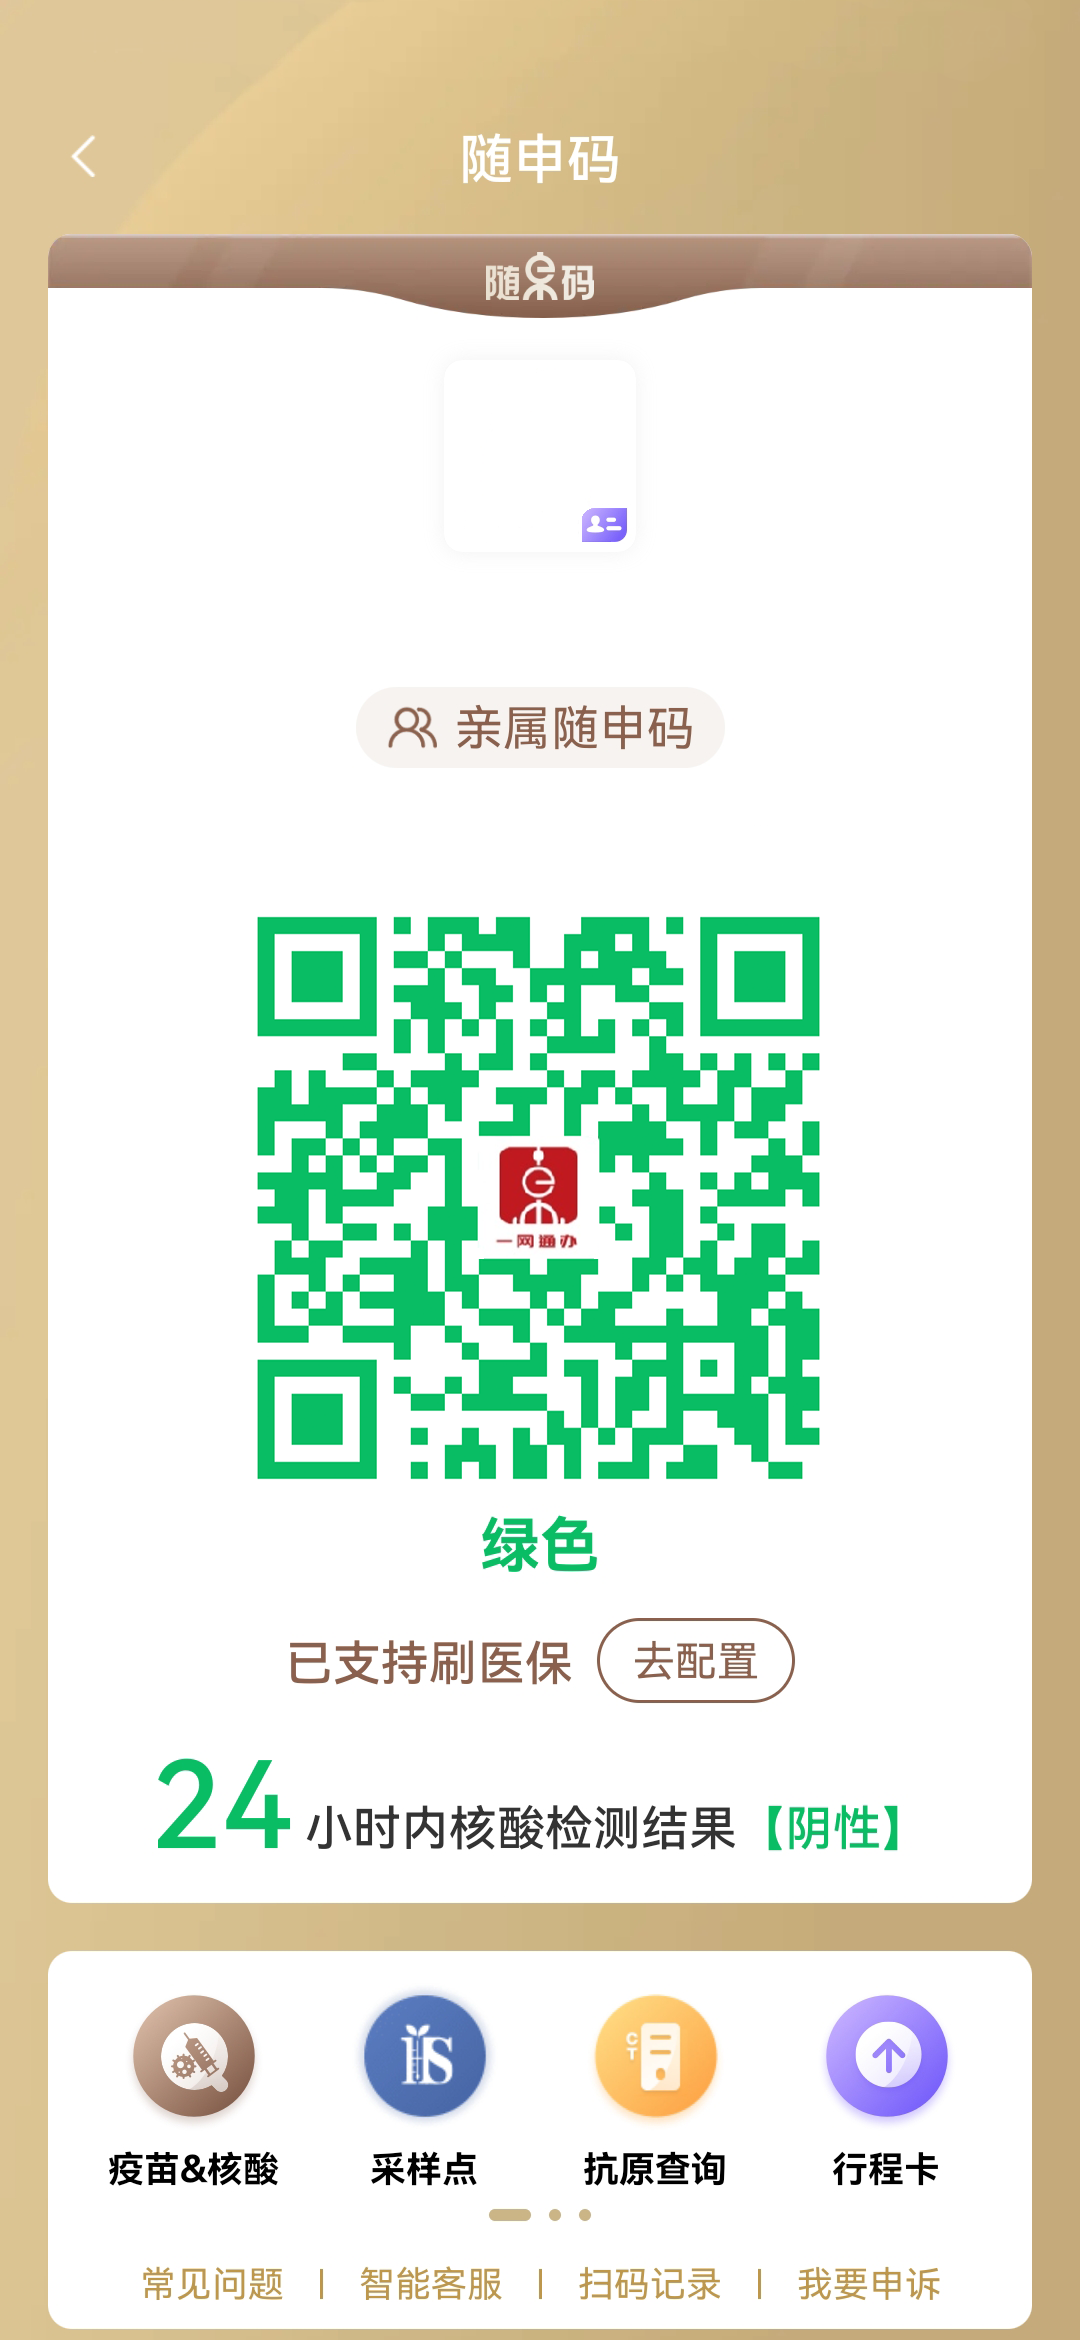 随申码
随申码
亲属随申码
一网通办
绿色
已支持刷医保 去配置
24小时内核酸检测结果【阴性】
CT
疫苗&核酸 采样点 抗原查询 行程卡
常见问题 | 智能客服 | 扫码记录 | 我要申诉